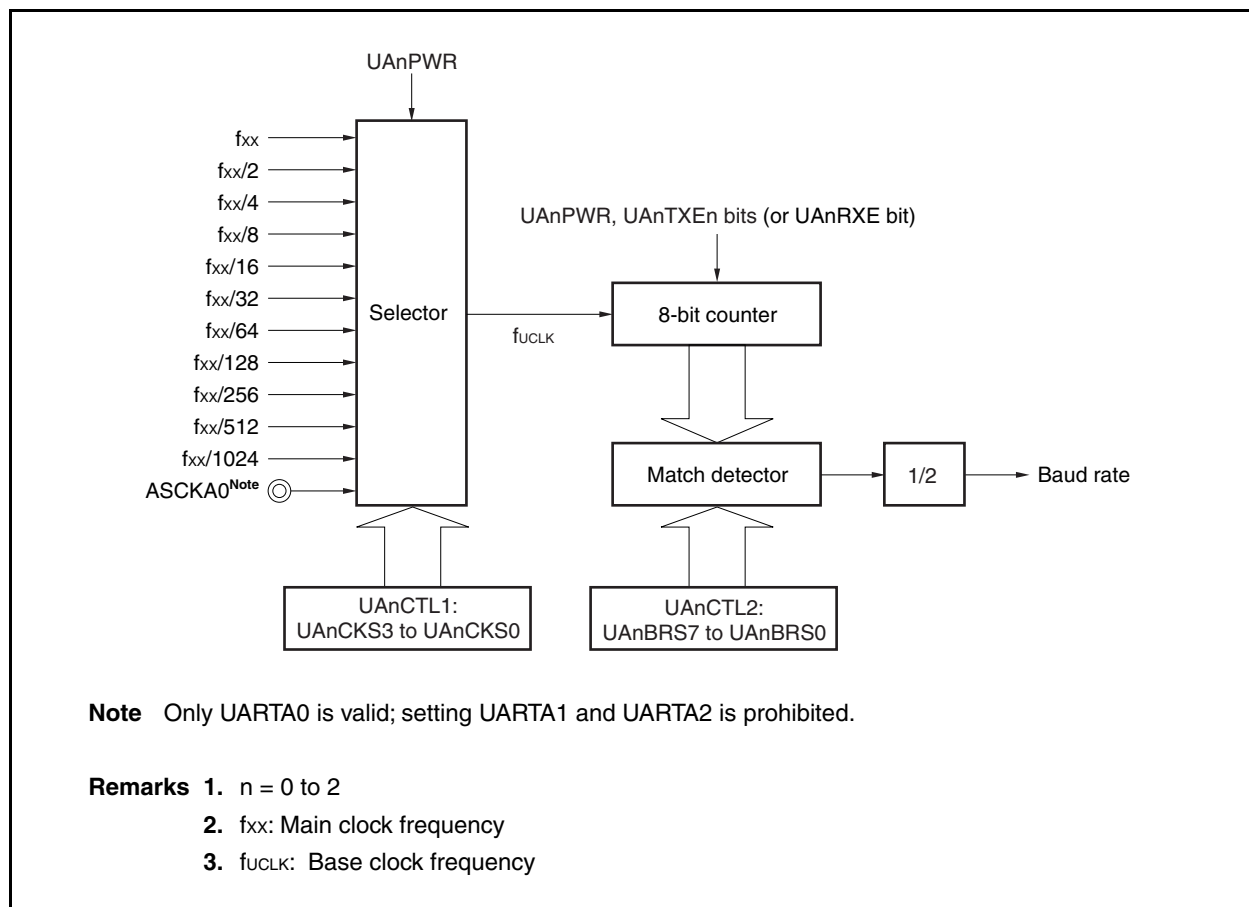 UAnPWR
fXX
fXX/2
fXX/4
fXX/8
fXX/16
fXX/32
fXX/64
fXX/128
fXX/256
fXX/512
fXX/1024
ASCKA0Note
Selector
fUCLK
UAnPWR, UAnTXEn bits (or UAnRXE bit)
8-bit counter
Match detector
1/2
Baud rate
UAnCTL1:
UAnCKS3 to UAnCKS0
UAnCTL2:
UAnBRS7 to UAnBRS0
Note Only UARTA0 is valid; setting UARTA1 and UARTA2 is prohibited.
Remarks 1. n = 0 to 2
2. fXX: Main clock frequency
3. fUCLK: Base clock frequency